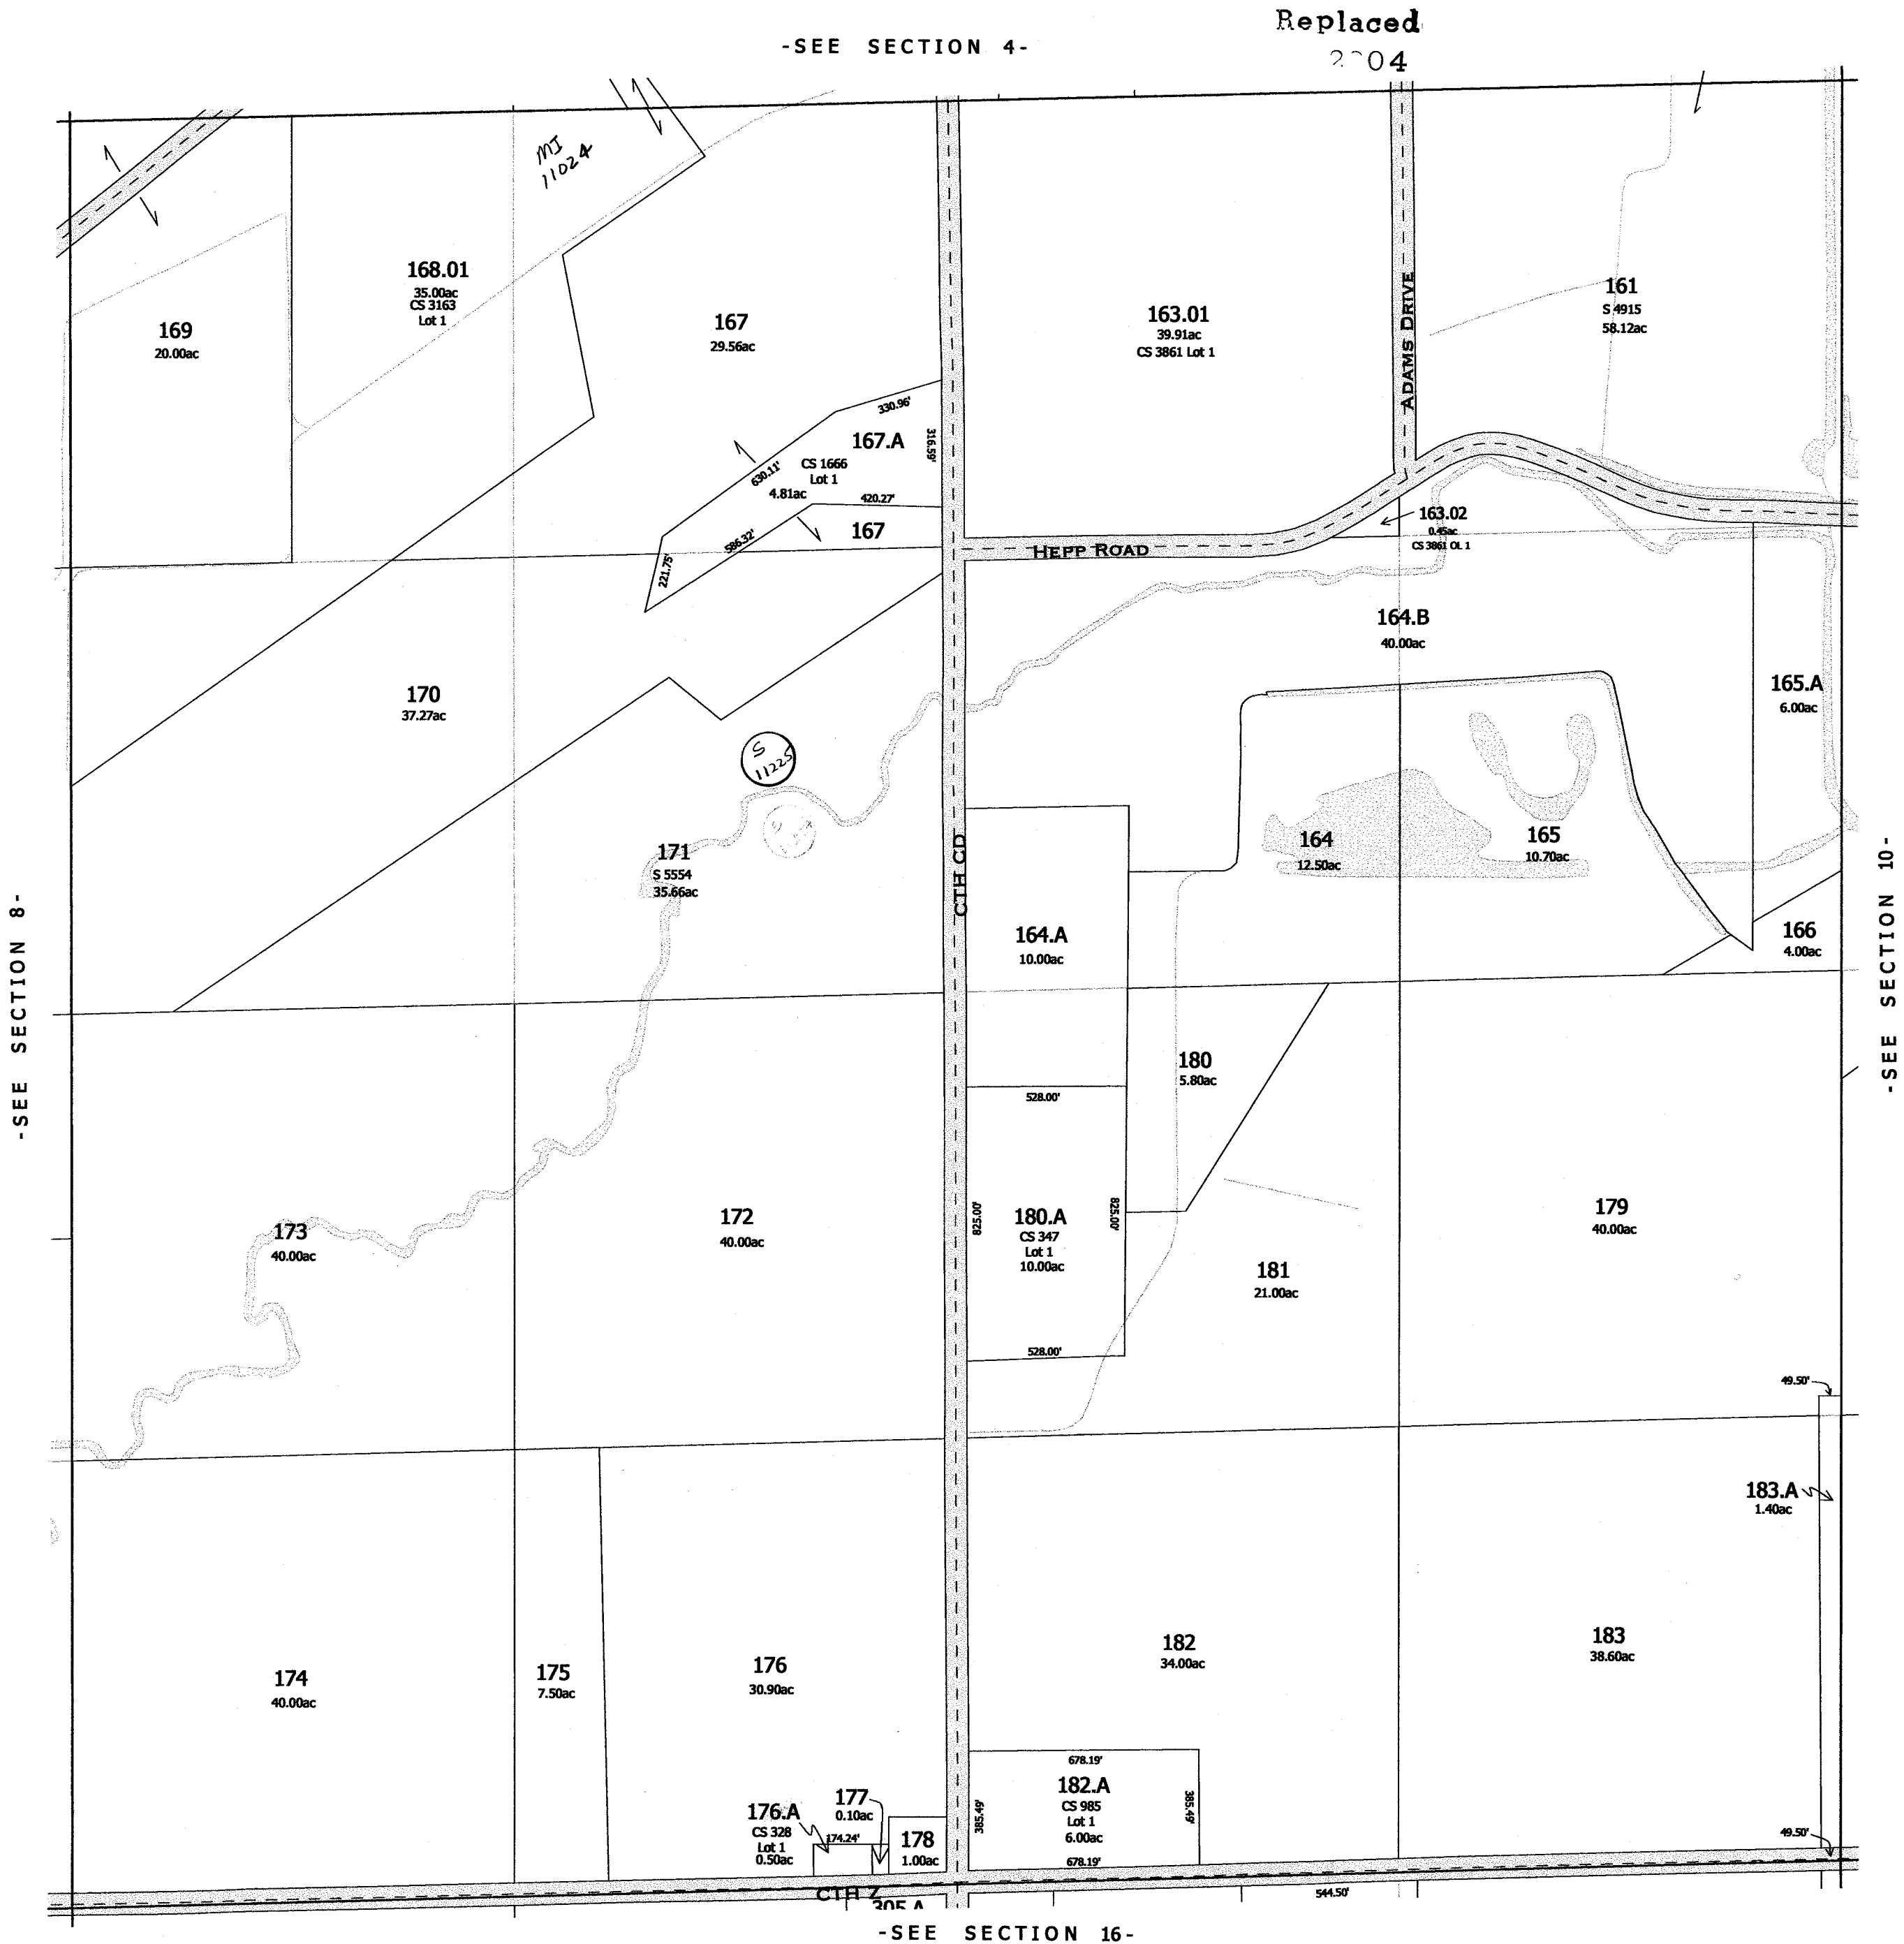 Replaced
-SEE SECTION 4-
MI
11024
168.01
35.00ac
CS 3163
Lot 1
169
20.00ac
167
29.56ac
163.01
39.91ac
CS 3861 Lot 1
ADAMS DRIVE
161
S 4915
58.12ac
330.96'
316.59'
167.A
CS 1666
Lot 1
4.81ac
630.11'
420.27'
586.32'
221.75'
167
HEPP ROAD
163.02
0.45ac
CS 3861 OL 1
164.B
40.00ac
170
37.27ac
165.A
6.00ac
S
11225
171
S 5554
35.66ac
CTH CD
164
12.50ac
165
10.70ac
164.A
10.00ac
166
4.00ac
-SEE SECTION 8-
-SEE SECTION 10-
180
5.80ac
528.00'
173
40.00ac
172
40.00ac
825.00'
180.A
CS 347
Lot 1
10.00ac
825.00'
528.00'
181
21.00ac
179
40.00ac
49.50'
183.A
1.40ac
174
40.00ac
175
7.50ac
176
30.90ac
182
34.00ac
183
38.60ac
678.19'
182.A
CS 985
Lot 1
6.00ac
385.49'
385.49'
678.19'
176.A
CS 328
Lot 1
0.50ac
174.24'
177
0.10ac
178
1.00ac
49.50'
CTH Z
305.A
544.50'
-SEE SECTION 16-